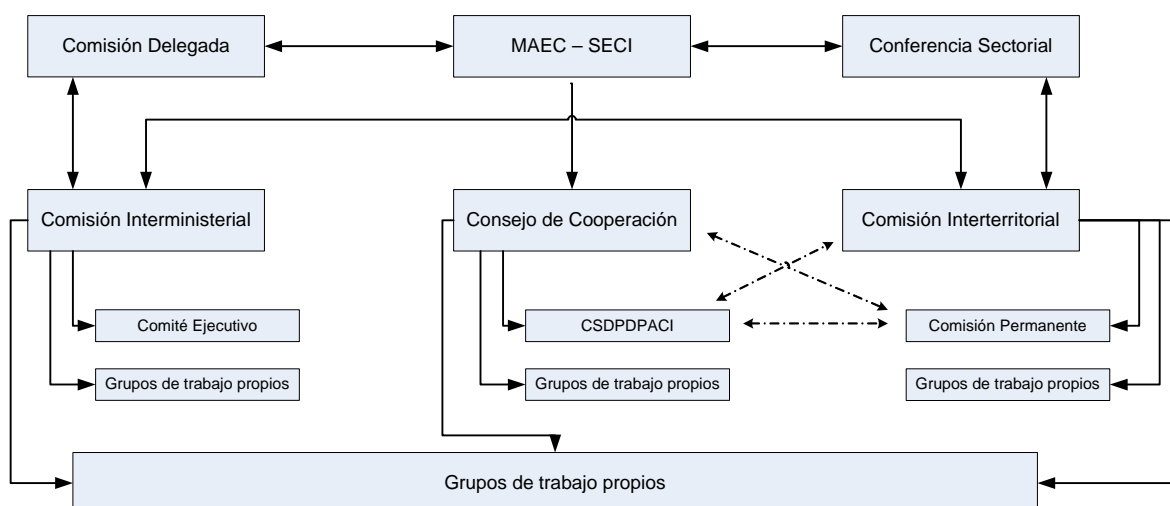 Comisión Delegada
MAEC – SECI
Conferencia Sectorial
Comisión Interministerial
Consejo de Cooperación
Comisión Interterritorial
Comité Ejecutivo
CSDPDPACI
Comisión Permanente
Grupos de trabajo propios
Grupos de trabajo propios
Grupos de trabajo propios
Grupos de trabajo propios